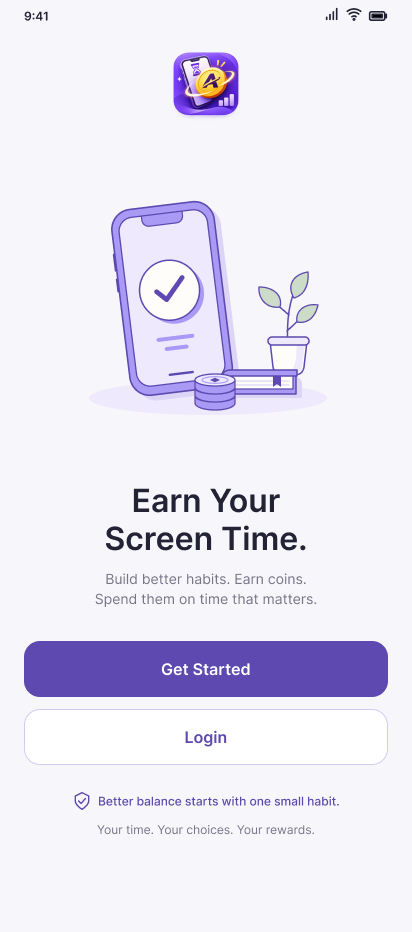 9:41
Earn Your
Screen Time.
Build better habits. Earn coins.
Spend them on time that matters.
Get Started
Login
Better balance starts with one small habit.
Your time. Your choices. Your rewards.